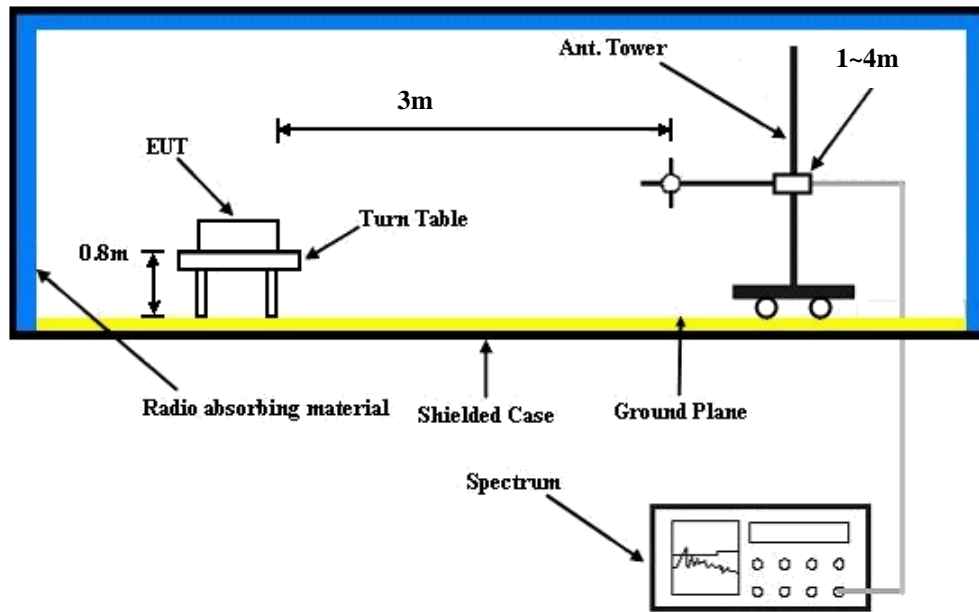 Ant. Tower
1~4m
3m
EUT
Turn Table
0.8m
Radio absorbing material
Shielded Case
Ground Plane
Spectrum